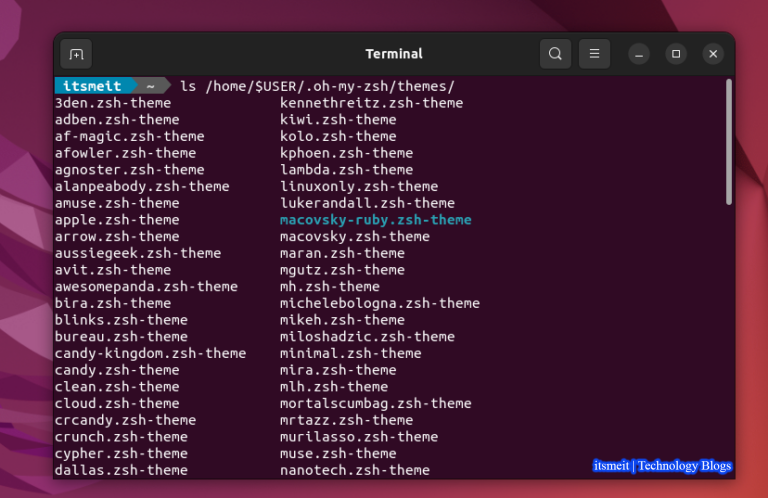 Terminal
itsmeit ~ ls /home/$USER/.oh-my-zsh/themes/
3den.zsh-theme kennethreitz.zsh-theme
adben.zsh-theme kiwi.zsh-theme
af-magic.zsh-theme kolo.zsh-theme
afowler.zsh-theme kphoen.zsh-theme
agnoster.zsh-theme lambda.zsh-theme
alanpeabody.zsh-theme linuxonly.zsh-theme
amuse.zsh-theme lukerandall.zsh-theme
apple.zsh-theme macovsky-ruby.zsh-theme
arrow.zsh-theme macovsky.zsh-theme
aussiegeek.zsh-theme maran.zsh-theme
avit.zsh-theme mgutz.zsh-theme
awesomepanda.zsh-theme mh.zsh-theme
bira.zsh-theme michelebologna.zsh-theme
blinks.zsh-theme mikeh.zsh-theme
bureau.zsh-theme miloshadzic.zsh-theme
candy-kingdom.zsh-theme minimal.zsh-theme
candy.zsh-theme mira.zsh-theme
clean.zsh-theme mlh.zsh-theme
cloud.zsh-theme mortalscumbag.zsh-theme
crcandy.zsh-theme mrtazz.zsh-theme
crunch.zsh-theme murilasso.zsh-theme
cypher.zsh-theme muse.zsh-theme
dallas.zsh-theme nanotech.zsh-theme
itsmeit | Technology Blogs